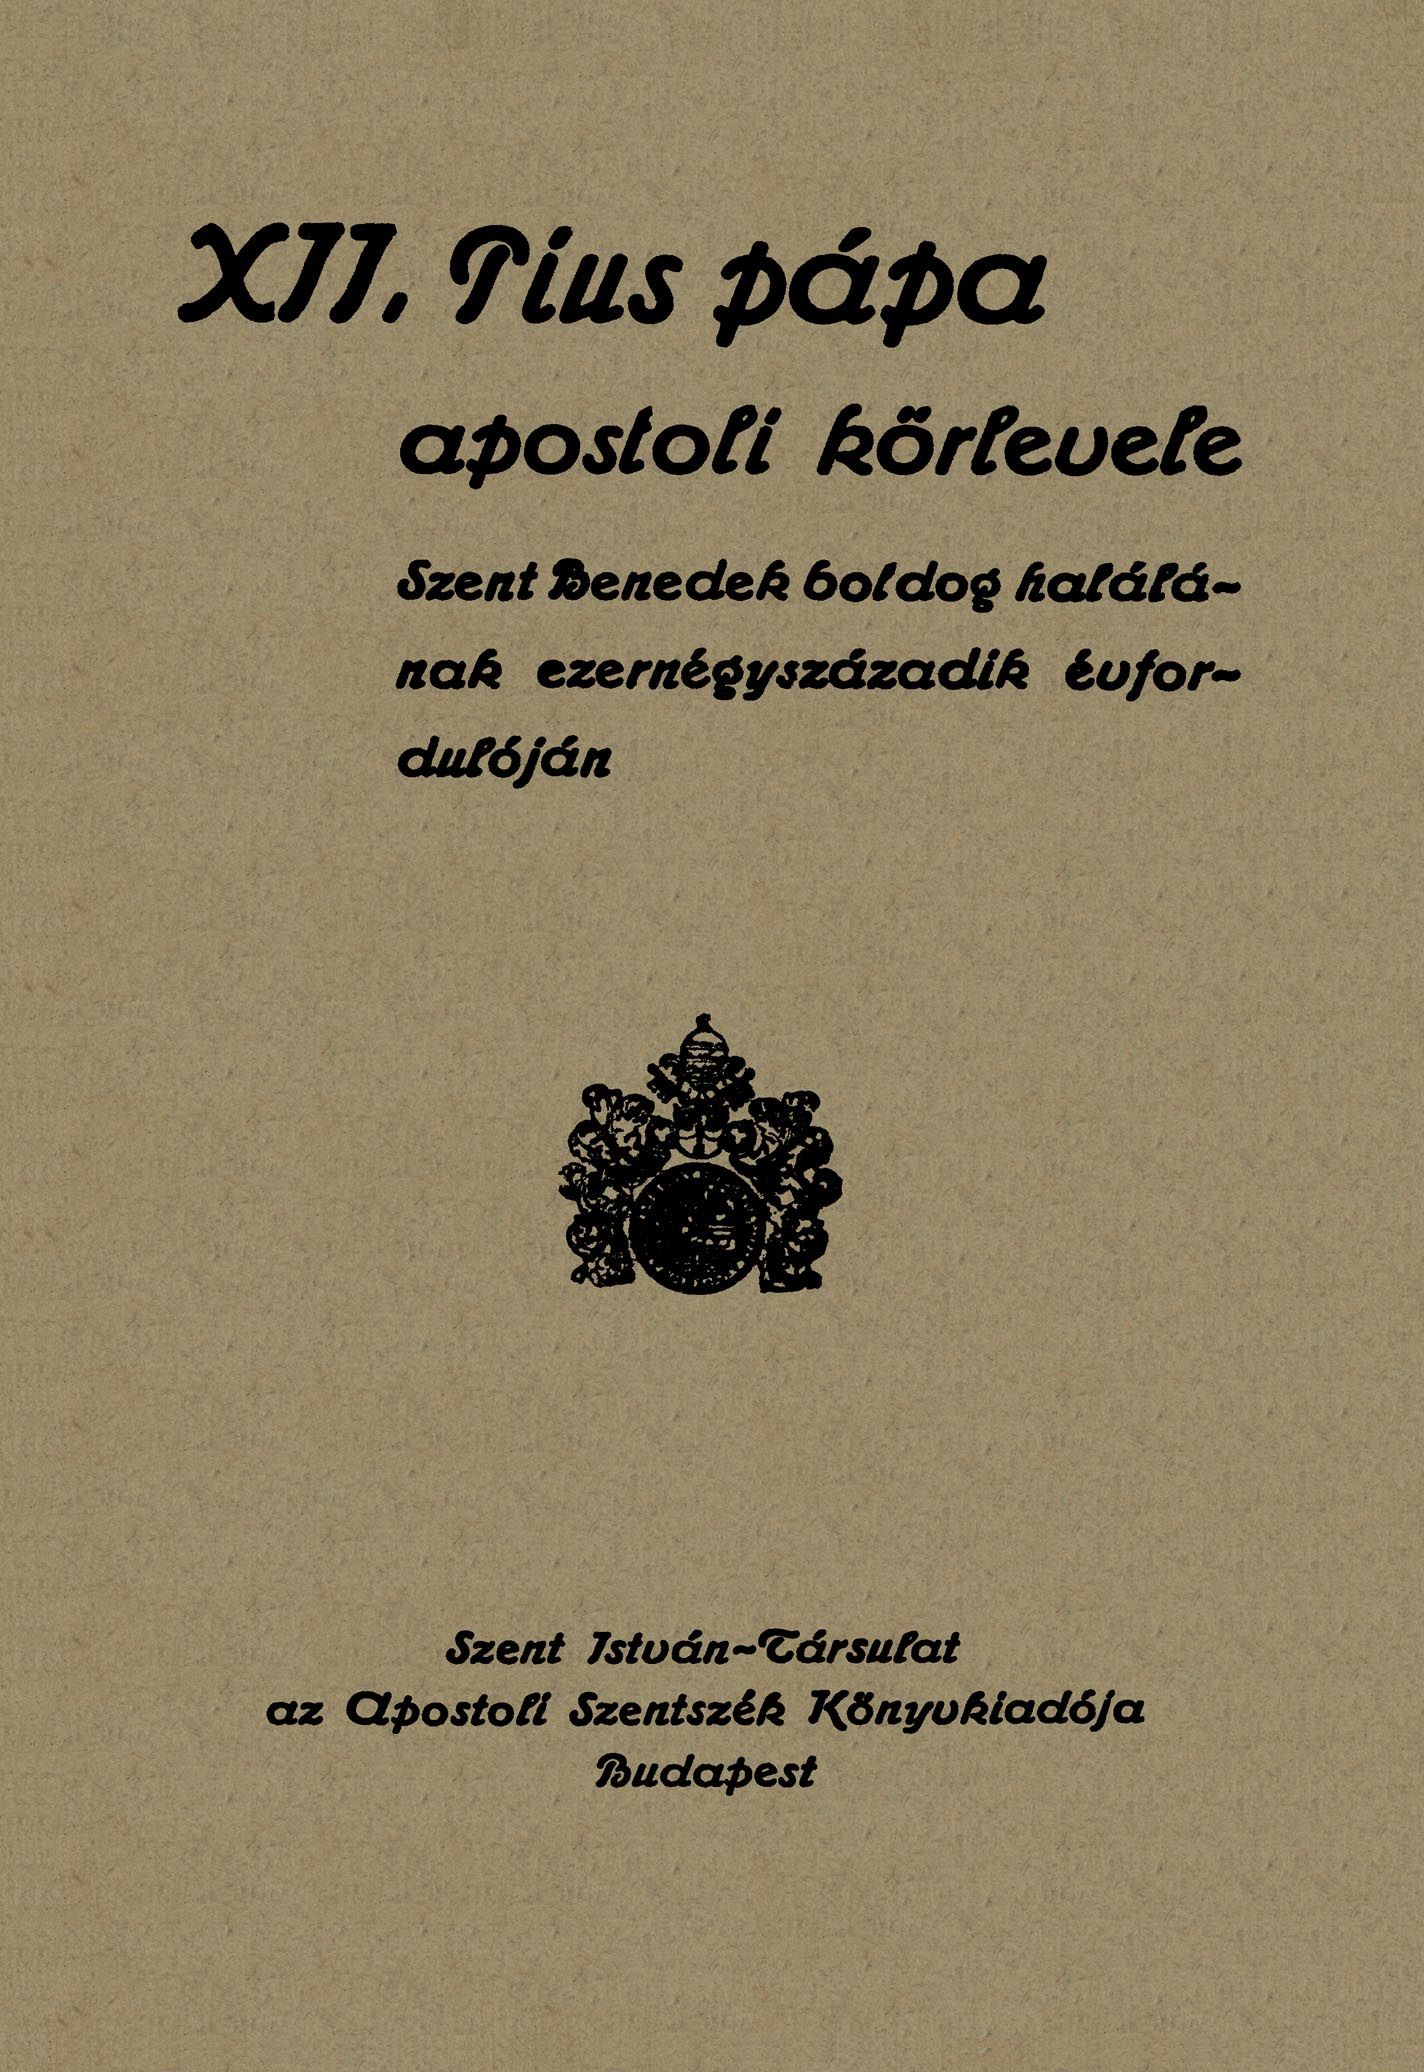 XII. Pius pápa
apostoli körlevele
Szent Benedek boldog halálá-
nak ezernégyszázadik évfor-
dulóján
Szent István-Társulat
az Apostoli Szentszék Könyvkiadója
Budapest